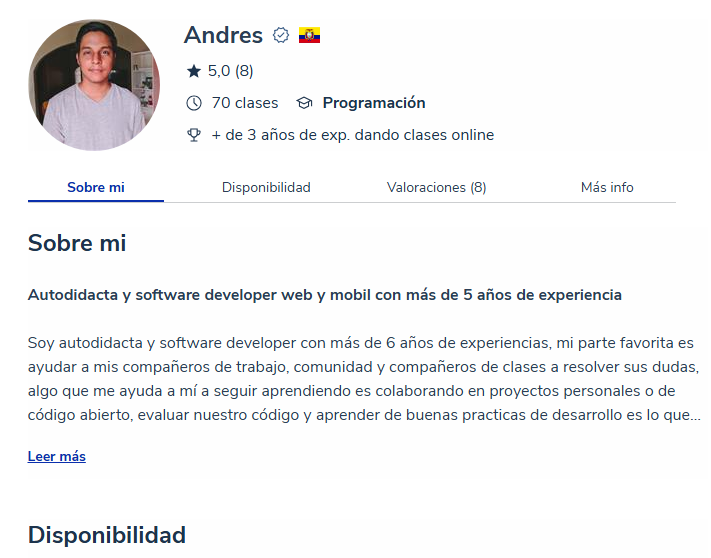 Andres
5,0 (8)
70 clases Programación
+ de 3 años de exp. dando clases online
Sobre mi Disponibilidad Valoraciones (8) Más info
Sobre mi
Autodidacta y software developer web y mobil con más de 5 años de experiencia
Soy autodidacta y software developer con más de 6 años de experiencias, mi parte favorita es
ayudar a mis compañeros de trabajo, comunidad y compañeros de clases a resolver sus dudas,
algo que me ayuda a mí a seguir aprendiendo es colaborando en proyectos personales o de
código abierto, evaluar nuestro código y aprender de buenas practicas de desarrollo es lo que...
Leer más
Disponibilidad